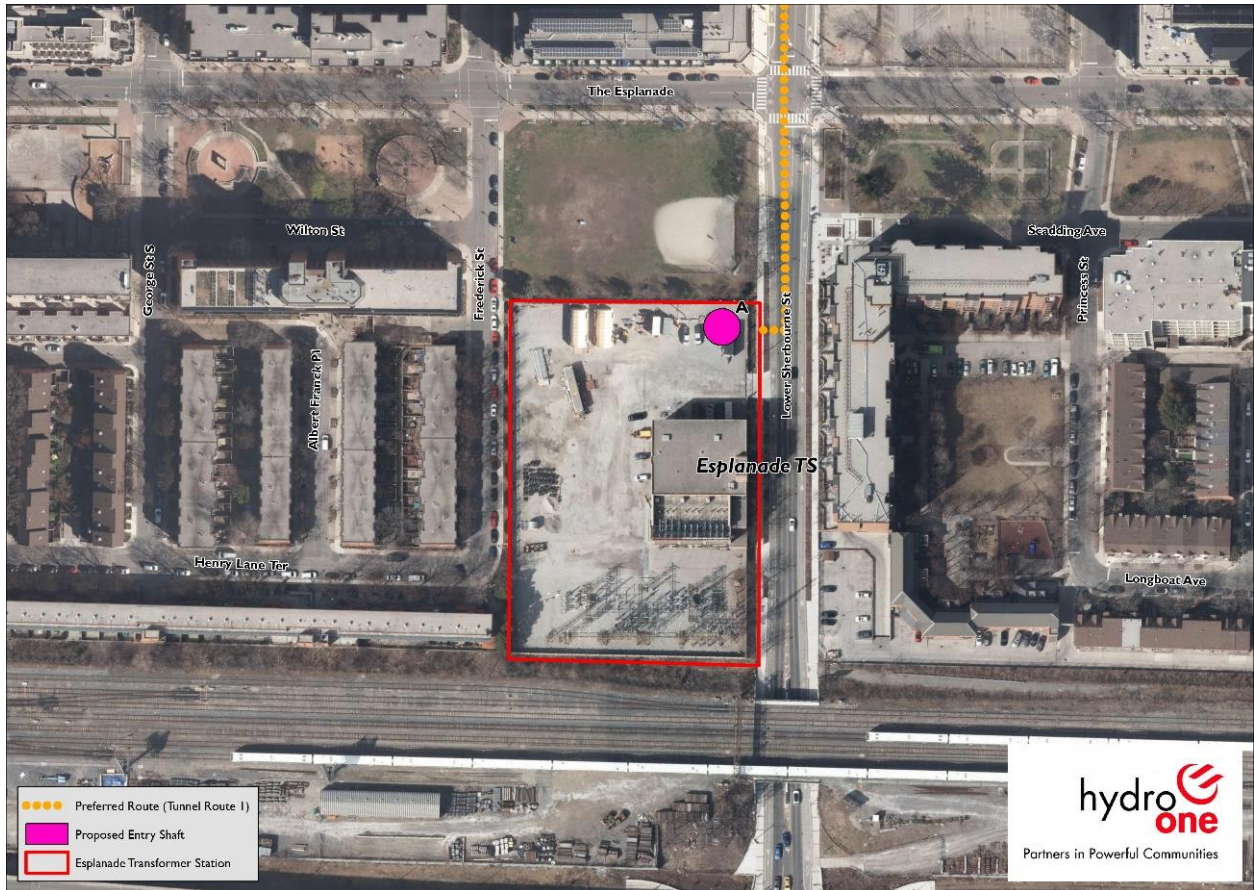 The Esplanade
Wilton St
Scadding Ave
George St S
Frederick St
Princess St
A
Albert Franck Pl
Lower Sherbourne St
Esplanade TS
Henry Lane Ter
Longboat Ave
Preferred Route (Tunnel Route 1)
Proposed Entry Shaft
Esplanade Transformer Station
hydro
one
Partners in Powerful Communities